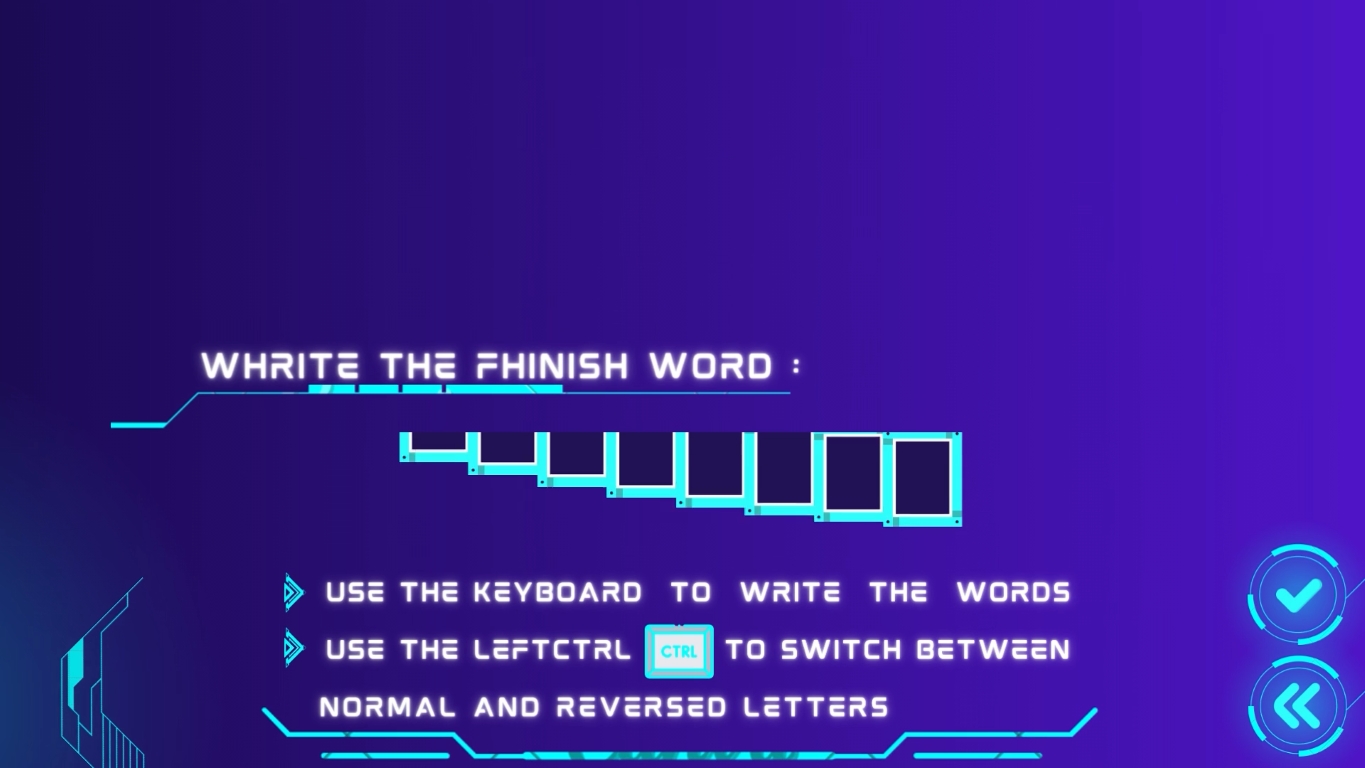 WHRITE THE FHINISH WORD :
USE THE KEYBOARD TO WRITE THE WORDS
USE THE LEFTCTRL CTRL TO SWITCH BETWEEN
NORMAL AND REVERSED LETTERS